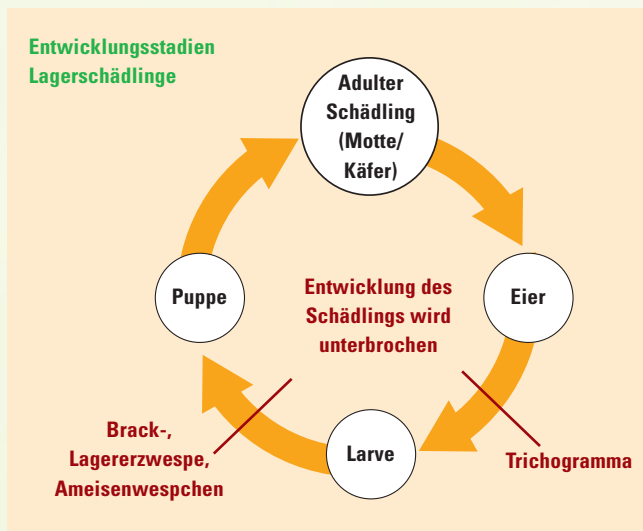 Entwicklungsstadien
Lagerschädlinge
Adulter
Schädling
(Motte/
Käfer)
Puppe
Entwicklung des
Schädlings wird
unterbrochen
Eier
Brack-,
Lagererzwespe,
Ameisenwespchen
Larve
Trichogramma